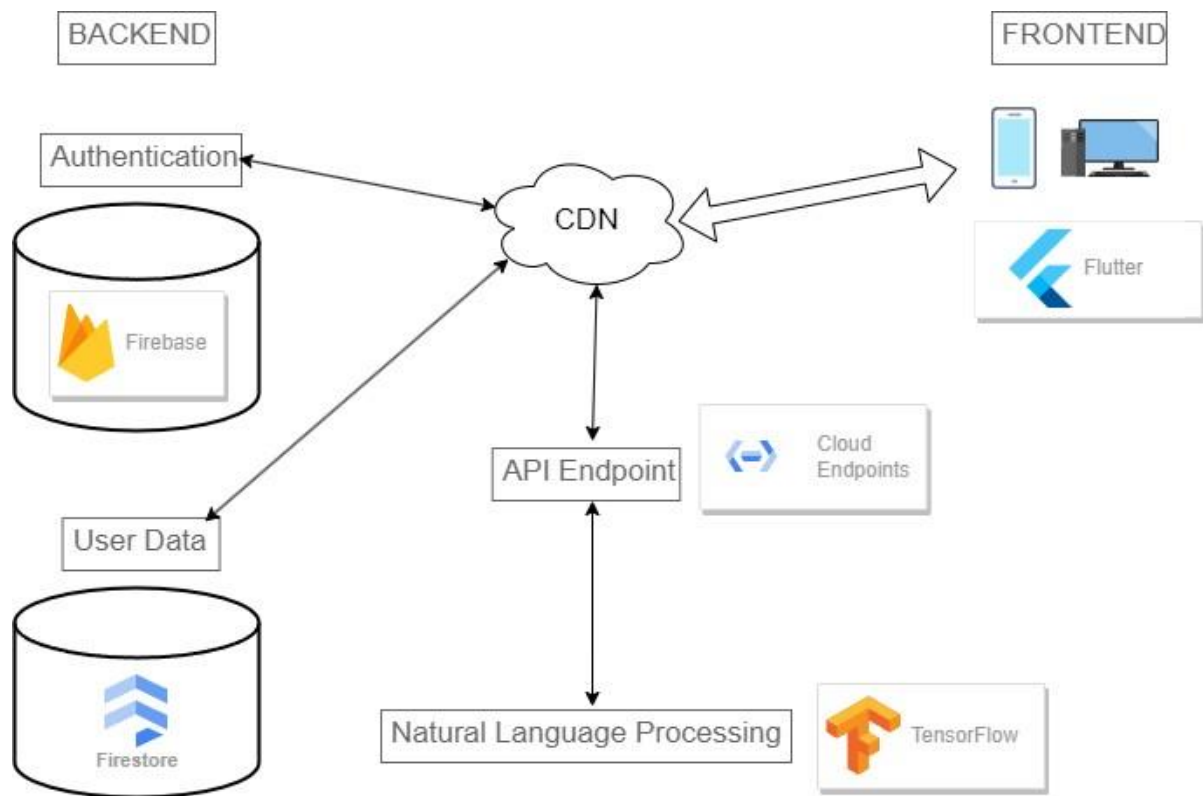 BACKEND
FRONTEND
Authentication
CDN
Flutter
Firebase
API Endpoint
Cloud
Endpoints
User Data
Natural Language Processing
TensorFlow
Firestore